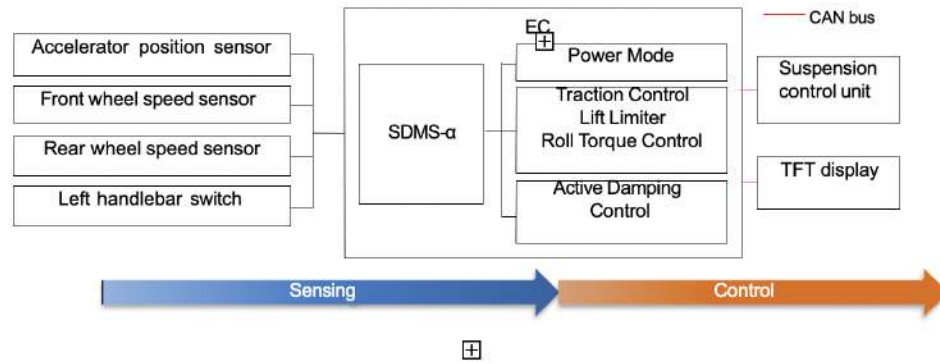 EC
CAN bus
Accelerator position sensor
Front wheel speed sensor
Rear wheel speed sensor
Left handlebar switch
SDMS-α
Power Mode
Traction Control
Lift Limiter
Roll Torque Control
Active Damping
Control
Suspension
control unit
TFT display
Sensing
Control